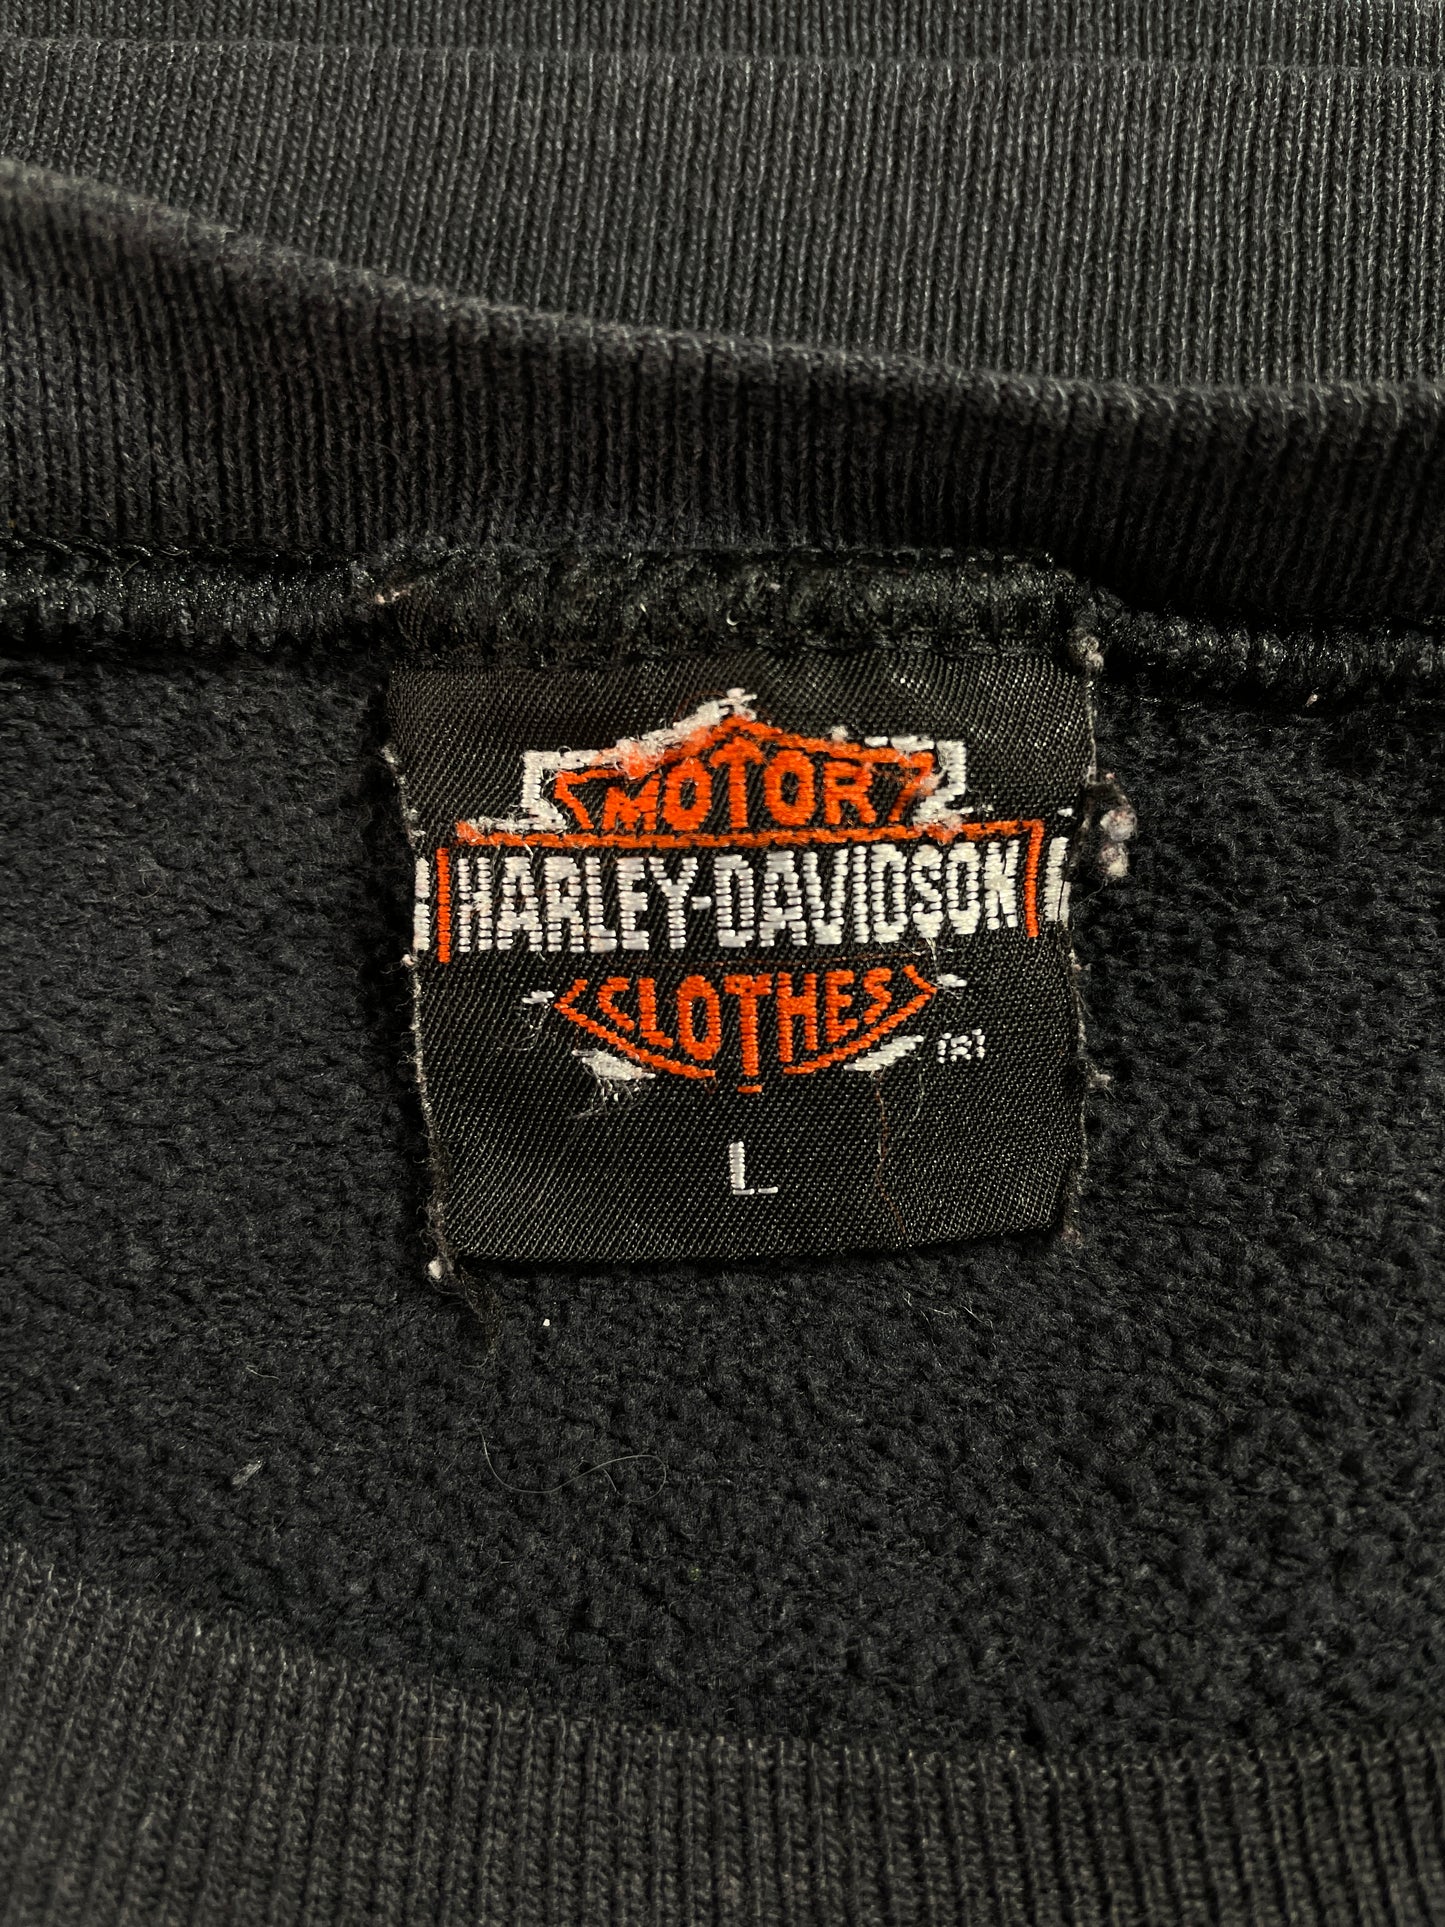 MOTOR
HARLEY-DAVIDSON
CLOTHES
®
L